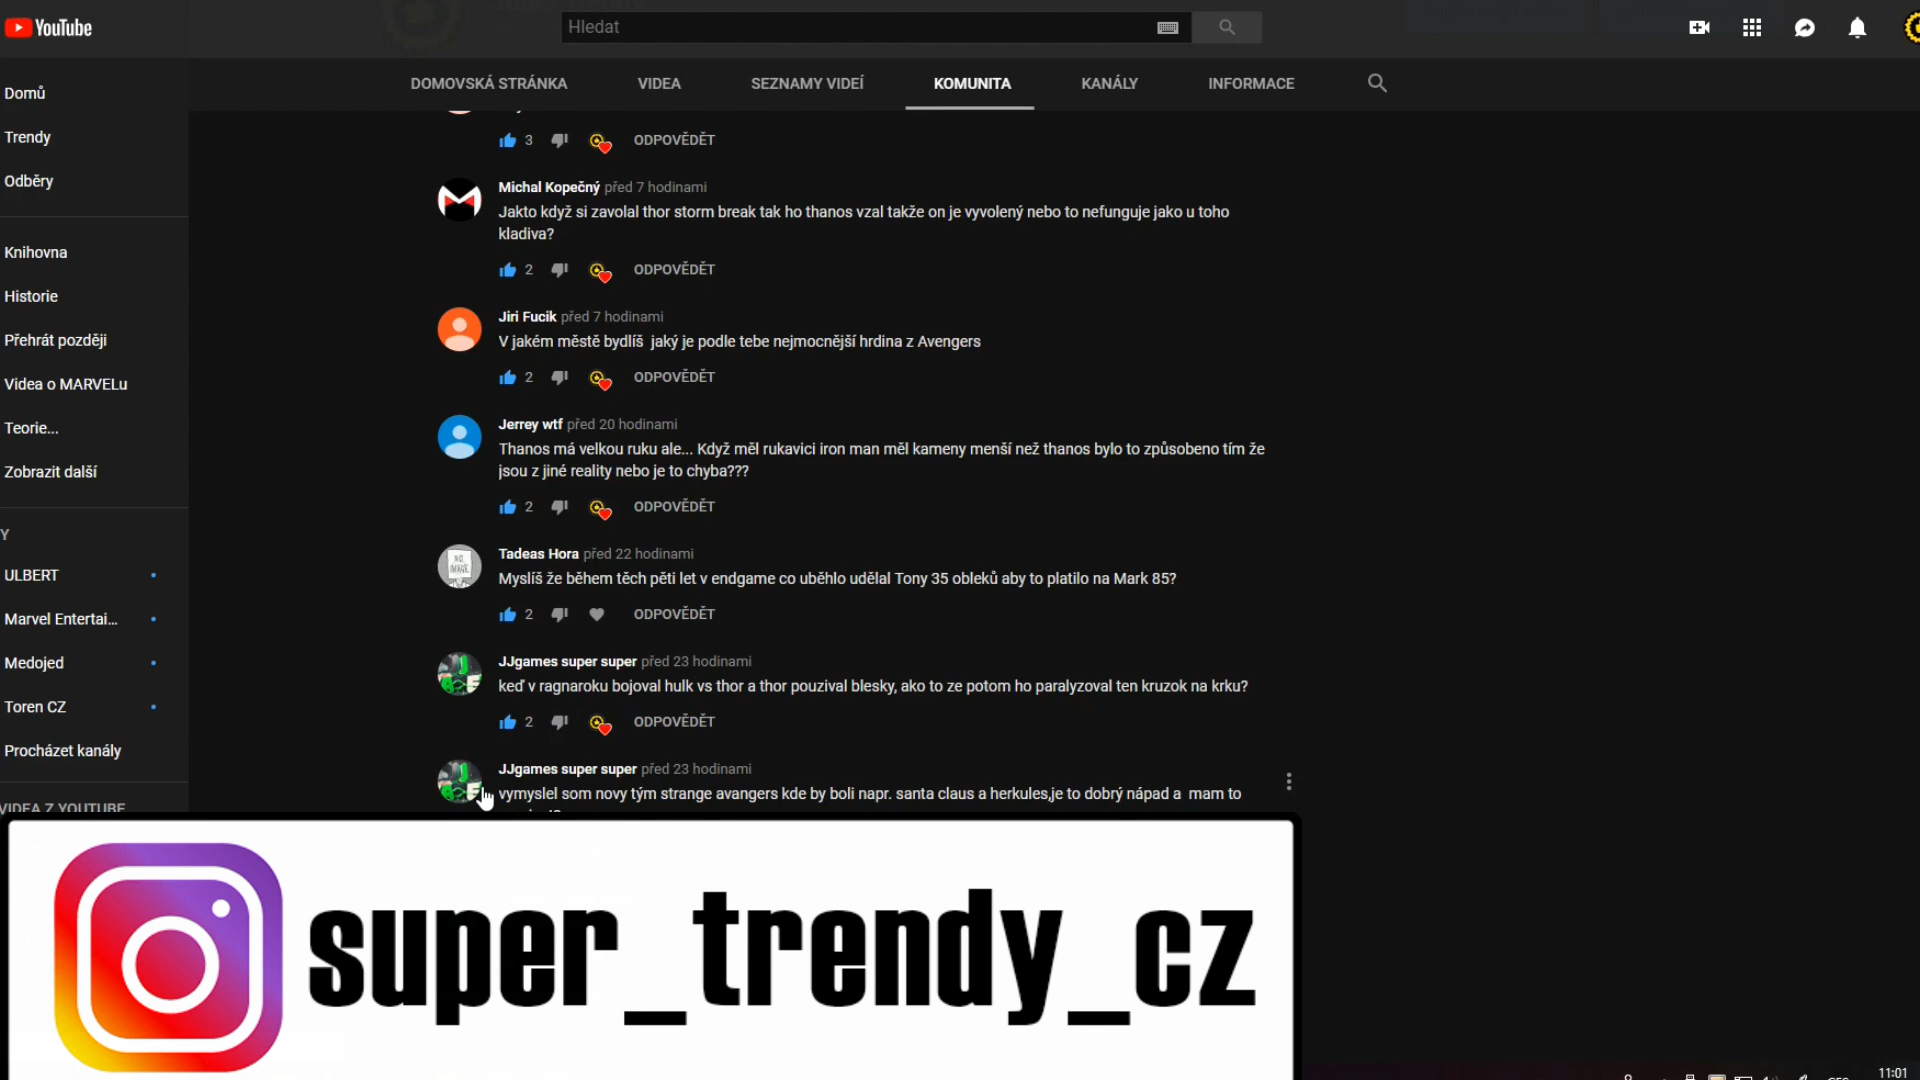 YouTube
Hledat
DOMOVSKÁ STRÁNKA VIDEA SEZNAMY VIDEÍ KOMUNITA KANÁLY INFORMACE
Domů
Trendy
Odběry
Knihovna
Historie
Přehrát později
Videa o MARVELu
Teorie...
Zobrazit další
Y
ULBERT
Marvel Entertai...
Medojed
Toren CZ
Procházet kanály
VIDEA Z YOUTUBE
3 ODPOVĚDĚT
Michal Kopečný před 7 hodinami
Jakto když si zavolal thor storm break tak ho thanos vzal takže on je vyvolený nebo to nefunguje jako u toho
kladiva?
2 ODPOVĚDĚT
Jiri Fucik před 7 hodinami
V jakém městě bydlíš jaký je podle tebe nejmocnější hrdina z Avengers
2 ODPOVĚDĚT
Jerrey wtf před 20 hodinami
Thanos má velkou ruku ale... Když měl rukavici iron man měl kameny menší než thanos bylo to způsobeno tím že
jsou z jiné reality nebo je to chyba???
2 ODPOVĚDĚT
NO
IMAGE
Tadeas Hora před 22 hodinami
Myslíš že během těch pěti let v endgame co uběhlo udělal Tony 35 obleků aby to platilo na Mark 85?
2 ODPOVĚDĚT
JJgames super super před 23 hodinami
keď v ragnaroku bojoval hulk vs thor a thor pouzival blesky, ako to ze potom ho paralyzoval ten kruzok na krku?
2 ODPOVĚDĚT
JJgames super super před 23 hodinami
vymyslel som novy tým strange avangers kde by boli napr. santa claus a herkules,je to dobrý nápad a mam to
super_trendy_cz
11:01